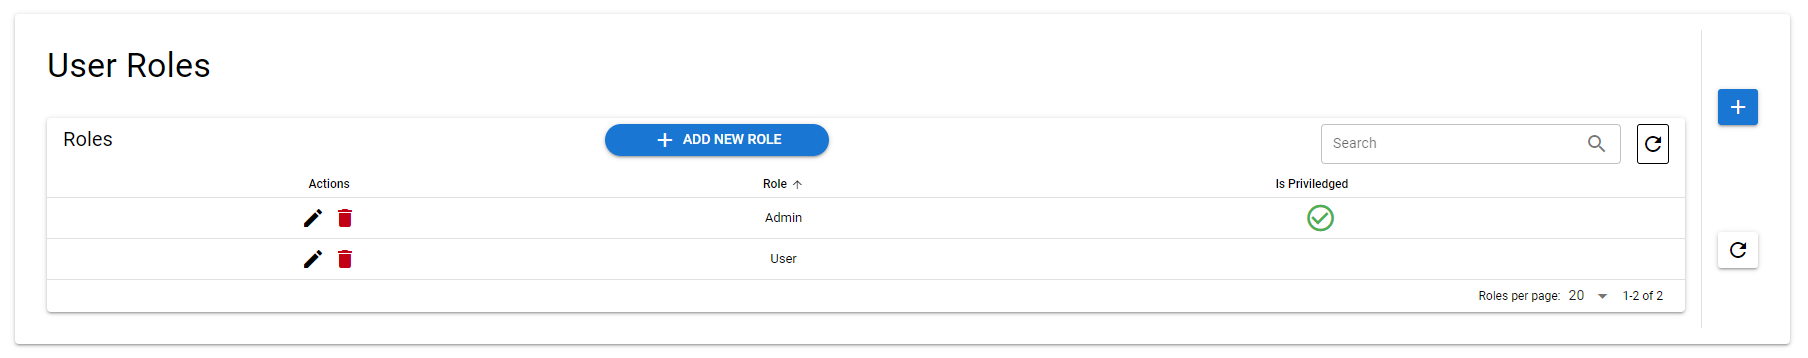 User Roles
Roles
ADD NEW ROLE
Search
Actions Role Is Priviledged
Admin
User
Roles per page: 20 1-2 of 2